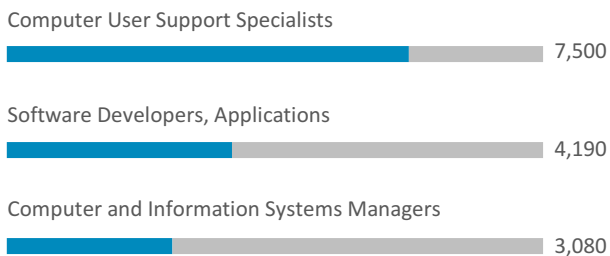 Computer User Support Specialists
7,500
Software Developers, Applications
4,190
Computer and Information Systems Managers
3,080